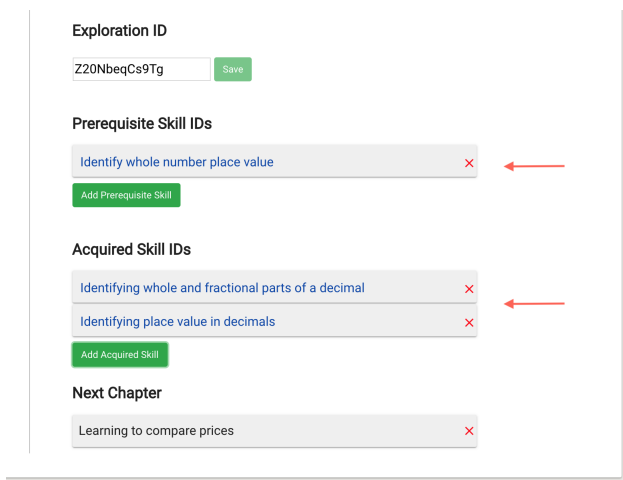 Exploration ID
Z20NbeqCs9Tg Save
Prerequisite Skill IDs
Identify whole number place value
Add Prerequisite Skill
Acquired Skill IDs
Identifying whole and fractional parts of a decimal
Identifying place value in decimals
Add Acquired Skill
Next Chapter
Learning to compare prices